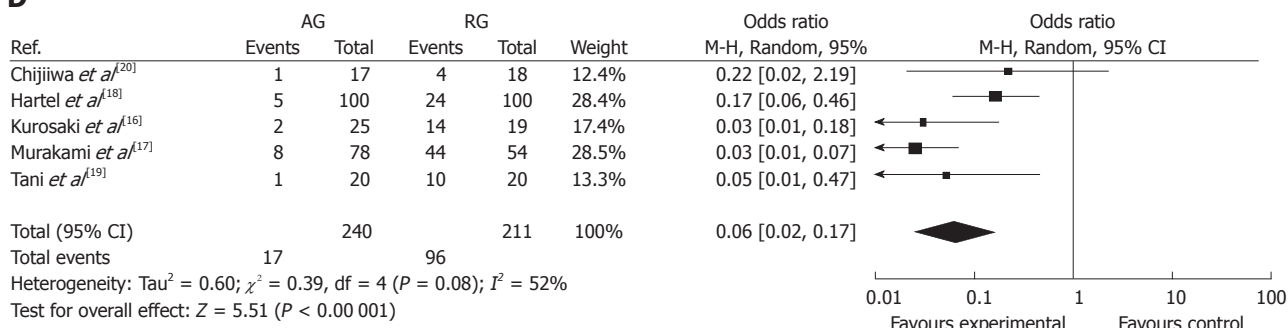 D
AG RG Odds ratio Odds ratio
Ref. Events Total Events Total Weight M-H, Random, 95% M-H, Random, 95% CI
Chijiiwa et al[20] 1 17 4 18 12.4% 0.22 [0.02, 2.19]
Hartel et al[18] 5 100 24 100 28.4% 0.17 [0.06, 0.46]
Kurosaki et al[16] 2 25 14 19 17.4% 0.03 [0.01, 0.18]
Murakami et al[17] 8 78 44 54 28.5% 0.03 [0.01, 0.07]
Tani et al[19] 1 20 10 20 13.3% 0.05 [0.01, 0.47]
Total (95% CI) 240 211 100% 0.06 [0.02, 0.17]
Total events 17 96
Heterogeneity: Tau² = 0.60; χ² = 0.39, df = 4 (P = 0.08); I² = 52%
Test for overall effect: Z = 5.51 (P < 0.00 001)
0.01 0.1 1 10 100
Favours experimental Favours control